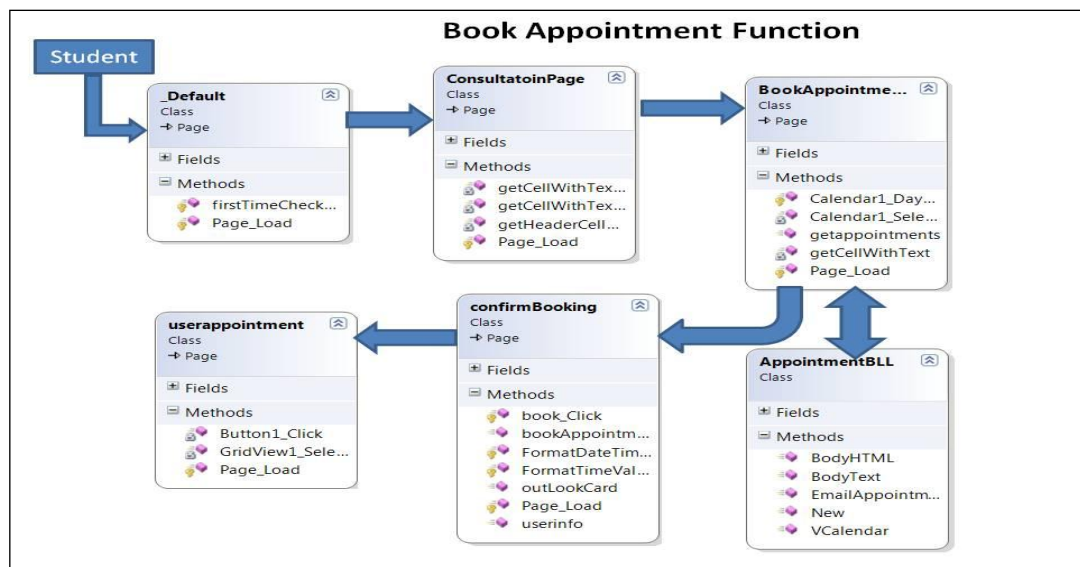 Book Appointment Function
Student
_Default
Class
Page
Fields
Methods
firstTimeCheck...
Page_Load
ConsultatoinPage
Class
Page
Fields
Methods
getCellWithTex...
getCellWithTex...
getHeaderCell...
Page_Load
BookAppointme...
Class
Page
Fields
Methods
Calendar1_Day...
Calendar1_Sele...
getappointments
getCellWithText
Page_Load
userappointment
Class
Page
Fields
Methods
Button1_Click
GridView1_Sele...
Page_Load
confirmBooking
Class
Page
Fields
Methods
book_Click
bookAppointm...
FormatDateTim...
FormatTimeVal...
outLookCard
Page_Load
userinfo
AppointmentBLL
Class
Fields
Methods
BodyHTML
BodyText
EmailAppointm...
New
VCalendar